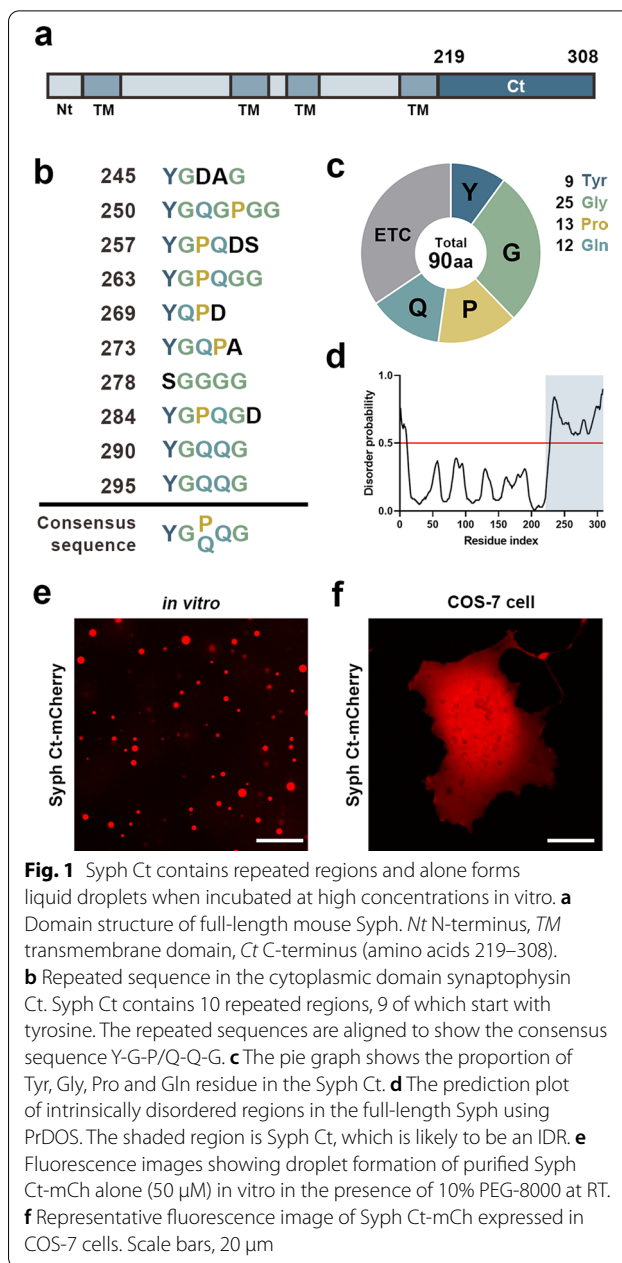 a
219 308
Ct
Nt TM TM TM TM
b
245 YGDAG
250 YGQGPGG
257 YGPQDS
263 YGPQGG
269 YQPD
273 YGQPA
278 SGGGG
284 YGPQGD
290 YGQQG
295 YGQQG
Consensus sequence YG P/Q QG
c
Y
G
P
Q
ETC
Total
90aa
9 Tyr
25 Gly
13 Pro
12 Gln
d
Disorder probability
1.0
0.5
0.0
0 50 100 150 200 250 300
Residue index
e
in vitro
Syph Ct-mCherry
f
COS-7 cell
Syph Ct-mCherry
Fig. 1 Syph Ct contains repeated regions and alone forms
liquid droplets when incubated at high concentrations in vitro. a
Domain structure of full-length mouse Syph. Nt N-terminus, TM
transmembrane domain, Ct C-terminus (amino acids 219–308).
b Repeated sequence in the cytoplasmic domain synaptophysin
Ct. Syph Ct contains 10 repeated regions, 9 of which start with
tyrosine. The repeated sequences are aligned to show the consensus
sequence Y-G-P/Q-Q-G. c The pie graph shows the proportion of
Tyr, Gly, Pro and Gln residue in the Syph Ct. d The prediction plot
of intrinsically disordered regions in the full-length Syph using
PrDOS. The shaded region is Syph Ct, which is likely to be an IDR. e
Fluorescence images showing droplet formation of purified Syph
Ct-mCh alone (50 μM) in vitro in the presence of 10% PEG-8000 at RT.
f Representative fluorescence image of Syph Ct-mCh expressed in
COS-7 cells. Scale bars, 20 μm